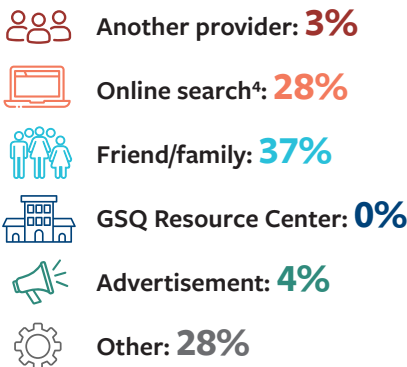 Another provider: 3%
Online search⁴: 28%
Friend/family: 37%
GSQ Resource Center: 0%
Advertisement: 4%
Other: 28%